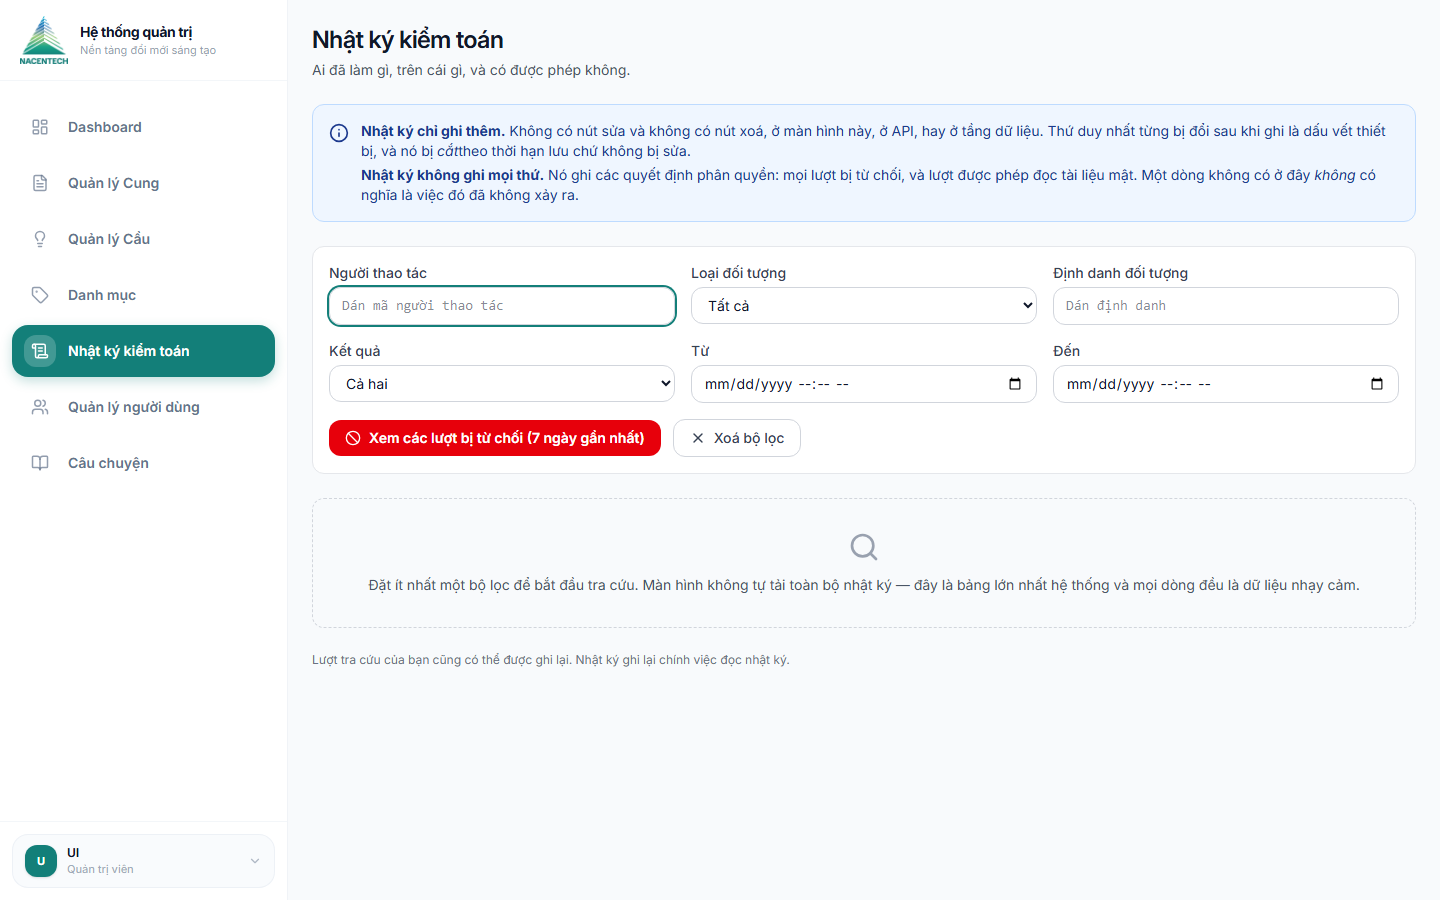 NACENTECH
Hệ thống quản trị
Nền tảng đổi mới sáng tạo
Dashboard
Quản lý Cung
Quản lý Cầu
Danh mục
Nhật ký kiểm toán
Quản lý người dùng
Câu chuyện
U
UI
Quản trị viên
Nhật ký kiểm toán
Ai đã làm gì, trên cái gì, và có được phép không.
Nhật ký chỉ ghi thêm. Không có nút sửa và không có nút xoá, ở màn hình này, ở API, hay ở tầng dữ liệu. Thứ duy nhất từng bị đổi sau khi ghi là dấu vết thiết
bị, và nó bị cắttheo thời hạn lưu chứ không bị sửa.
Nhật ký không ghi mọi thứ. Nó ghi các quyết định phân quyền: mọi lượt bị từ chối, và lượt được phép đọc tài liệu mật. Một dòng không có ở đây không có
nghĩa là việc đó đã không xảy ra.
Người thao tác
Loại đối tượng
Định danh đối tượng
Dán mã người thao tác
Tất cả
Dán định danh
Kết quả
Từ
Đến
Cả hai
mm/dd/yyyy --:-- --
mm/dd/yyyy --:-- --
Xem các lượt bị từ chối (7 ngày gần nhất)
Xoá bộ lọc
Đặt ít nhất một bộ lọc để bắt đầu tra cứu. Màn hình không tự tải toàn bộ nhật ký — đây là bảng lớn nhất hệ thống và mọi dòng đều là dữ liệu nhạy cảm.
Lượt tra cứu của bạn cũng có thể được ghi lại. Nhật ký ghi lại chính việc đọc nhật ký.